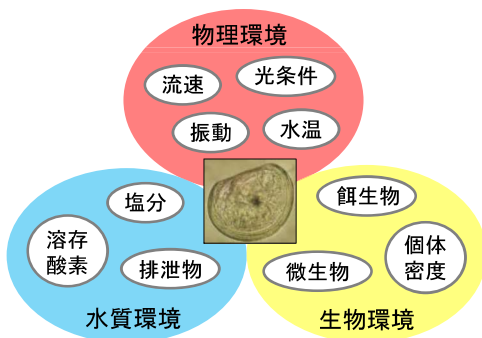 物理環境
流速
光条件
振動
水温
塩分
溶存
酸素
排泄物
水質環境
餌生物
個体
密度
微生物
生物環境